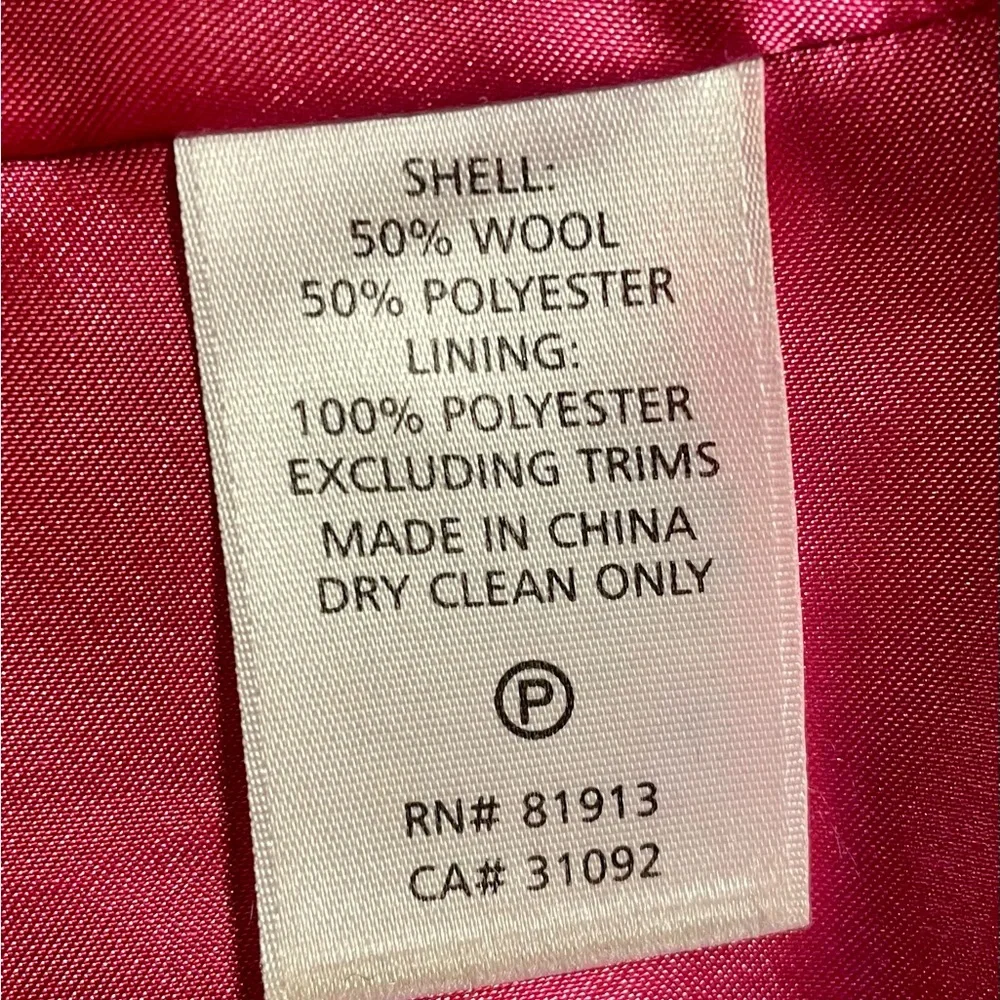 SHELL:
50% WOOL
50% POLYESTER
LINING:
100% POLYESTER
EXCLUDING TRIMS
MADE IN CHINA
DRY CLEAN ONLY
P
RN# 81913
CA# 31092